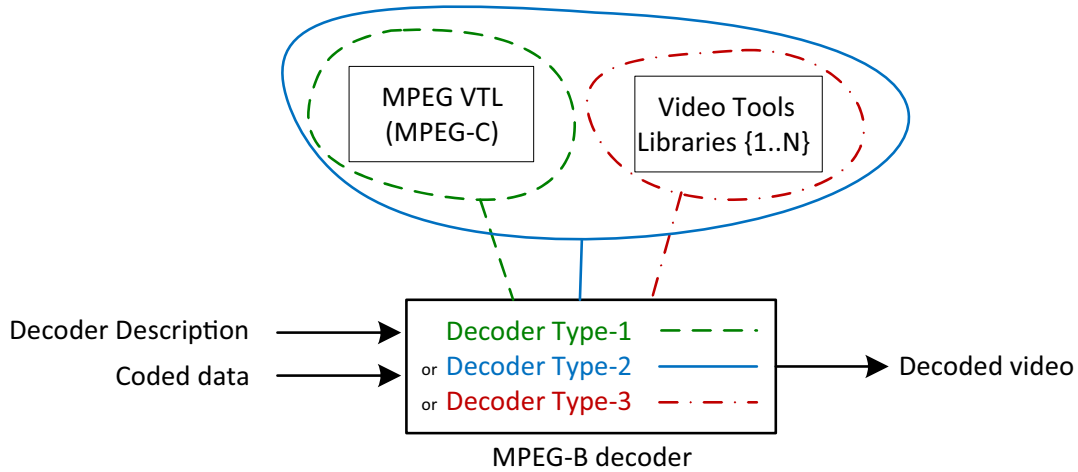 MPEG VTL
(MPEG-C)
Video Tools
Libraries {1..N}
Decoder Description
Coded data
Decoder Type-1
or Decoder Type-2
or Decoder Type-3
Decoded video
MPEG-B decoder